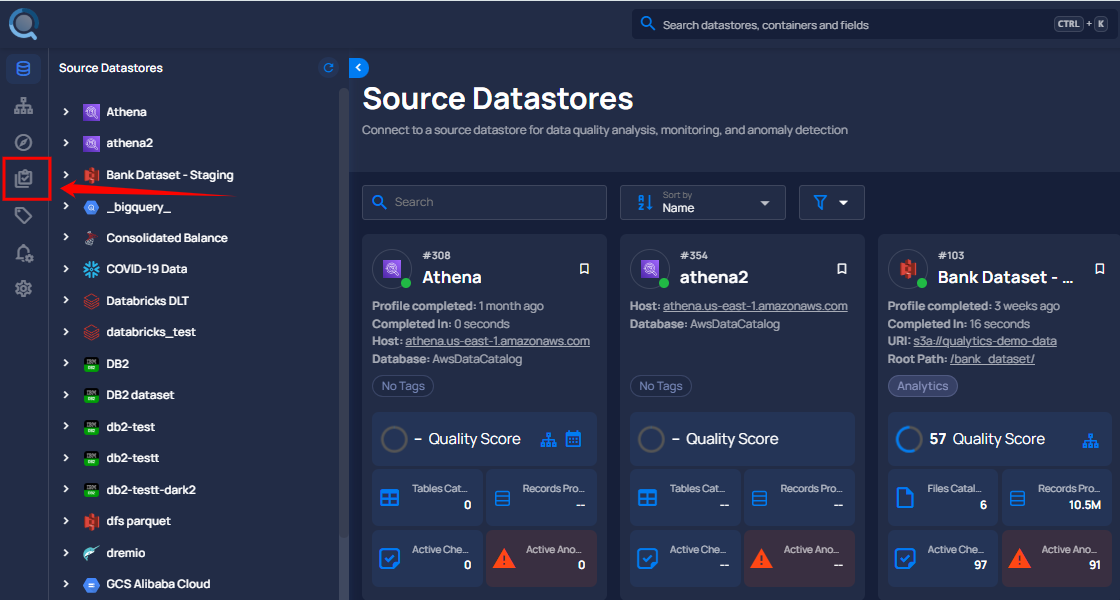 Search datastores, containers and fields
CTRL + K
Source Datastores
Athena
athena2
Bank Dataset - Staging
_bigquery_
Consolidated Balance
COVID-19 Data
Databricks DLT
databricks_test
DB2
DB2 dataset
db2-test
db2-testt
db2-testt-dark2
dfs parquet
dremio
GCS Alibaba Cloud
Source Datastores
Connect to a source datastore for data quality analysis, monitoring, and anomaly detection
Search
Sort by
Name
#308
Athena
Profile completed: 1 month ago
Completed In: 0 seconds
Host: athena.us-east-1.amazonaws.com
Database: AwsDataCatalog
No Tags
– Quality Score
Tables Cat...
0
Records Pro...
--
Active Che...
0
Active Ano...
0
#354
athena2
Host: athena.us-east-1.amazonaws.com
Database: AwsDataCatalog
No Tags
– Quality Score
Tables Cat...
--
Records Pro...
--
Active Che...
--
Active Ano...
--
#103
Bank Dataset - ...
Profile completed: 3 weeks ago
Completed In: 16 seconds
URI: s3a://qualytics-demo-data
Root Path: /bank_dataset/
Analytics
57 Quality Score
Files Catal...
6
Records Pro...
10.5M
Active Che...
97
Active Ano...
91